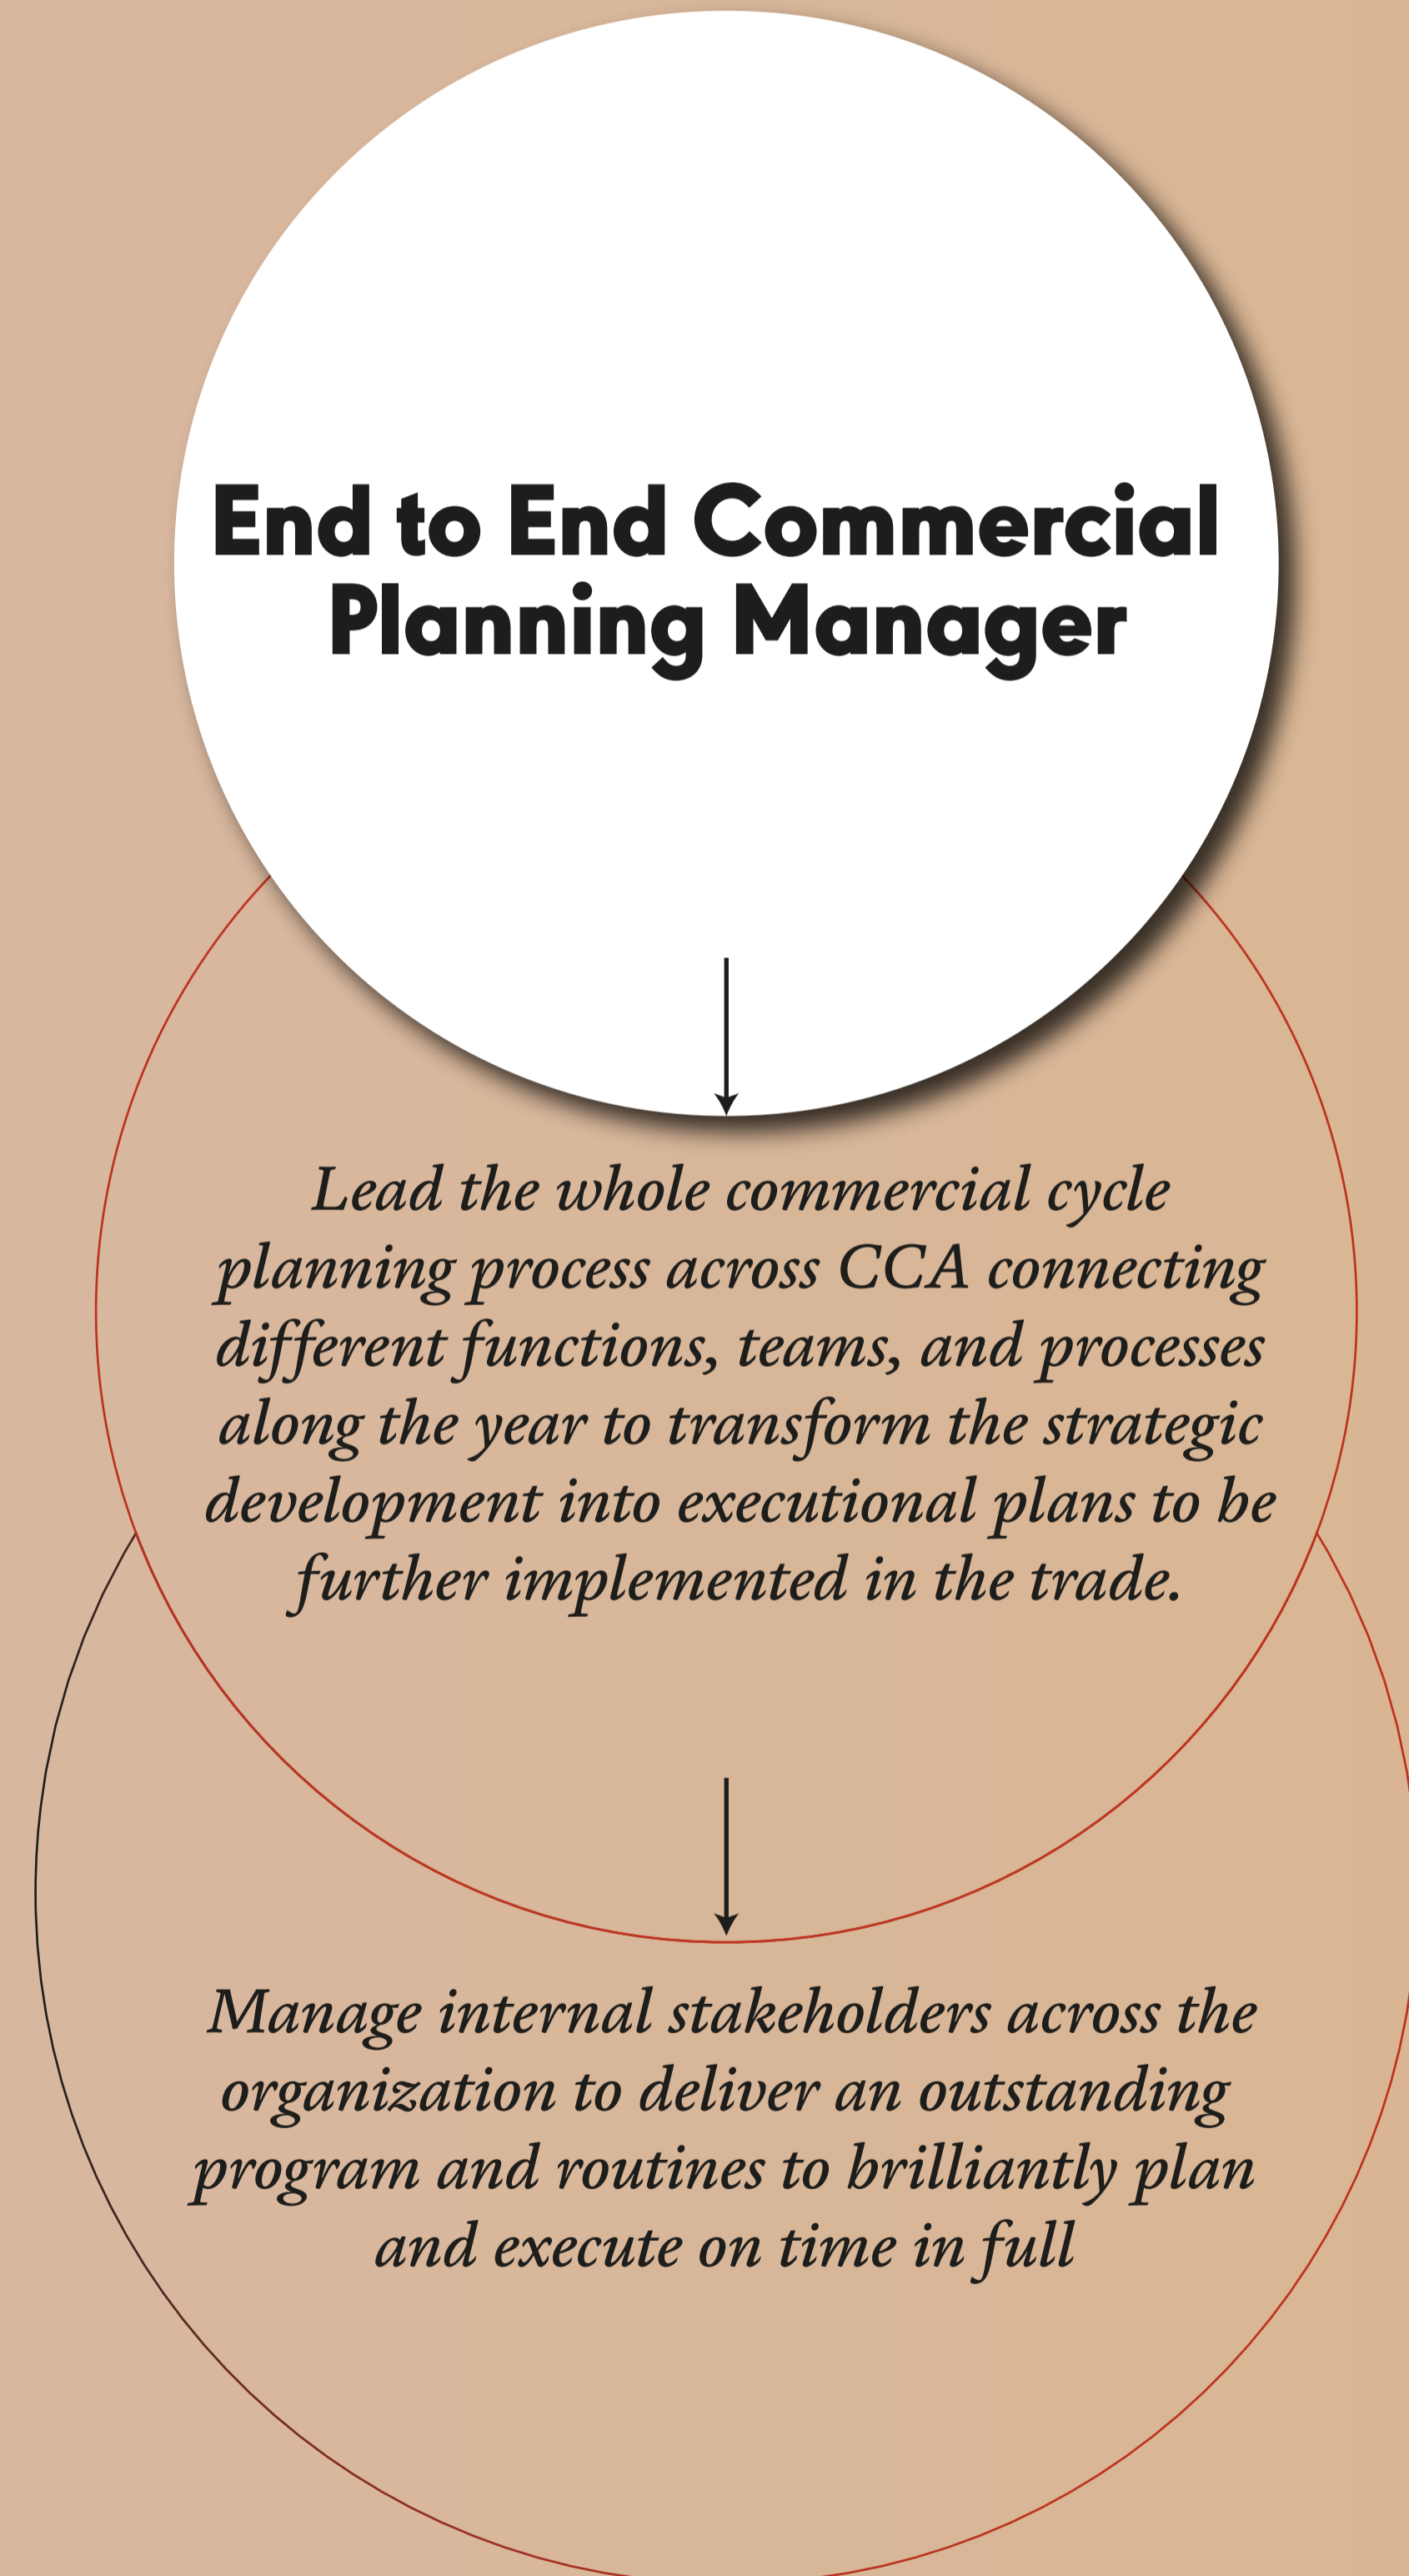 End to End Commercial
Planning Manager
Lead the whole commercial cycle
planning process across CCA connecting
different functions, teams, and processes
along the year to transform the strategic
development into executional plans to be
further implemented in the trade.
Manage internal stakeholders across the
organization to deliver an outstanding
program and routines to brilliantly plan
and execute on time in full